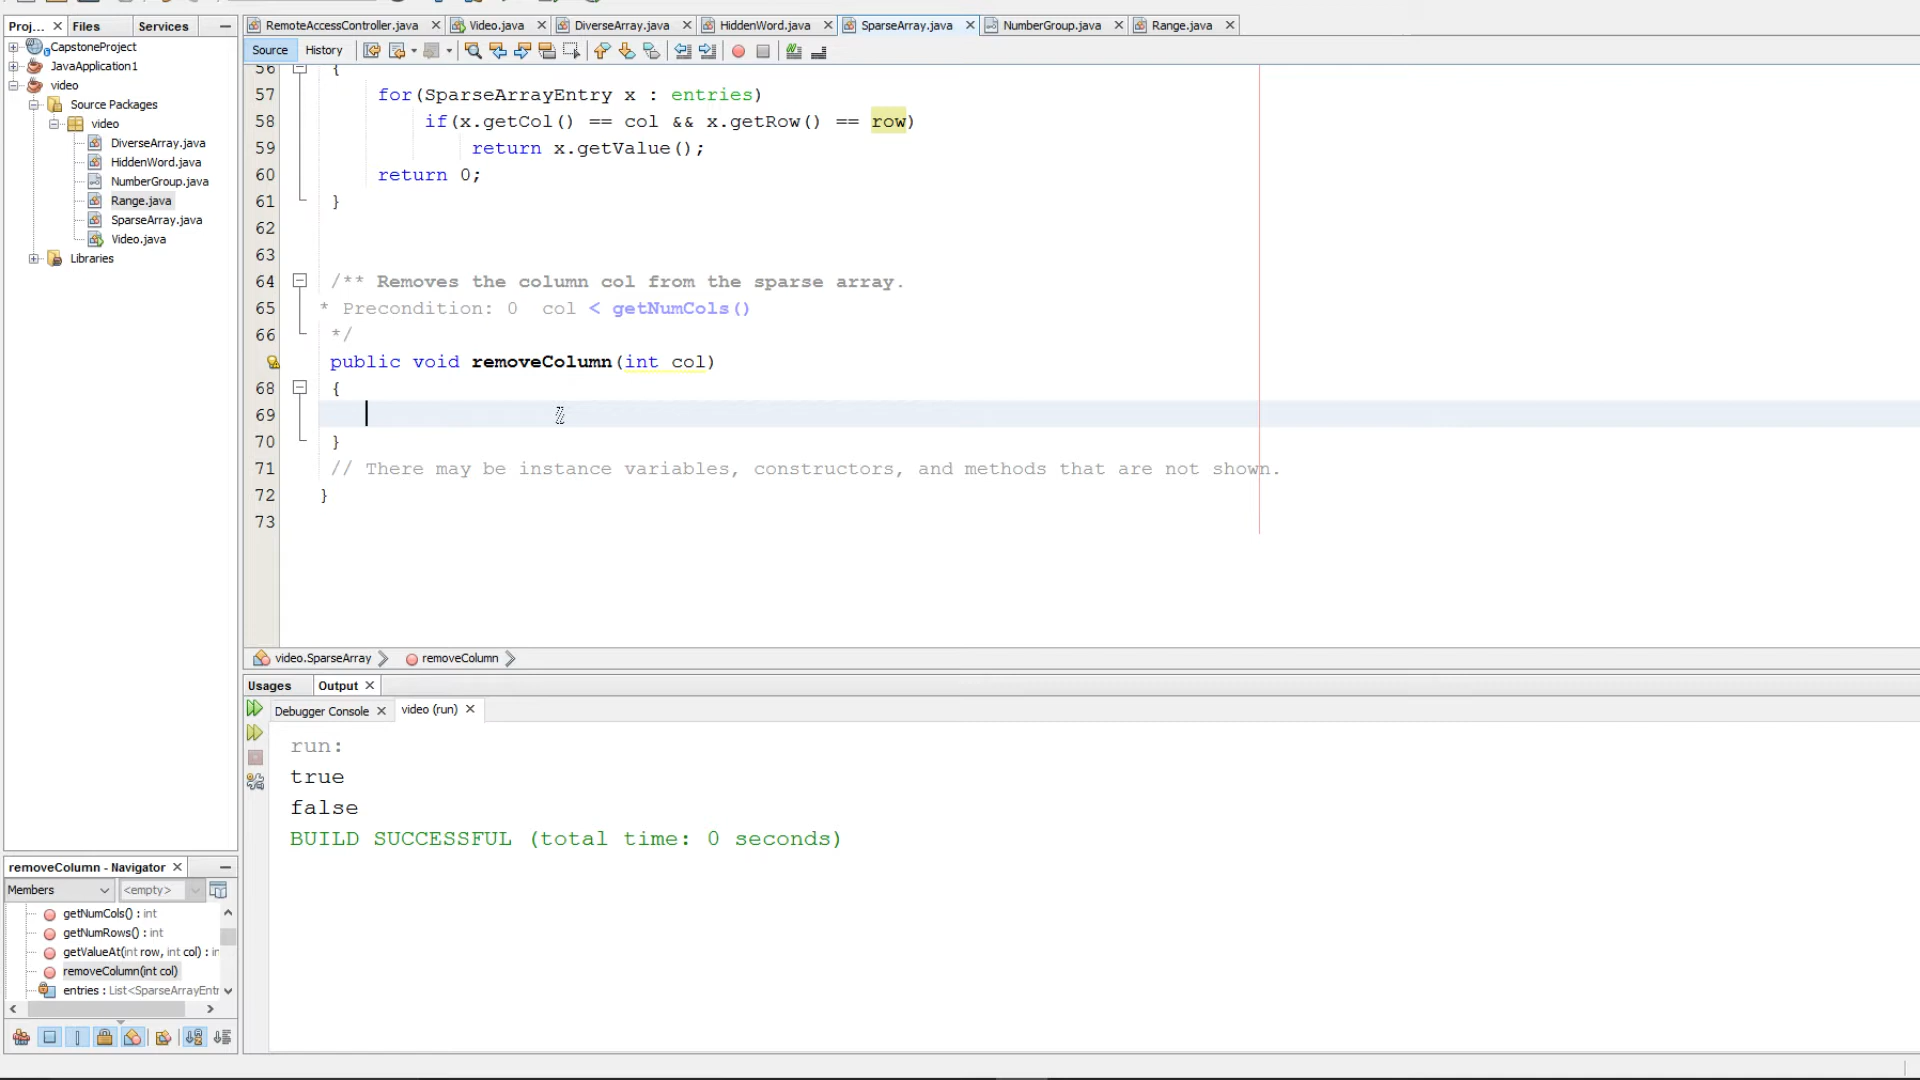 Proj...
Files
Services
CapstoneProject
JavaApplication1
video
Source Packages
video
DiverseArray.java
HiddenWord.java
NumberGroup.java
Range.java
SparseArray.java
Video.java
Libraries
RemoteAccessController.java
Video.java
DiverseArray.java
HiddenWord.java
SparseArray.java
NumberGroup.java
Range.java
Source
History
56 {
57 for(SparseArrayEntry x : entries)
58 if(x.getCol() == col && x.getRow() == row)
59 return x.getValue();
60 return 0;
61 }
62
63
64 /** Removes the column col from the sparse array.
65 * Precondition: 0 col < getNumCols()
66 */
public void removeColumn(int col)
68 {
69
70 }
71 // There may be instance variables, constructors, and methods that are not shown.
72 }
73
video.SparseArray
removeColumn
Usages
Output
Debugger Console
video (run)
run:
true
false
BUILD SUCCESSFUL (total time: 0 seconds)
removeColumn - Navigator
Members
<empty>
getNumCols() : int
getNumRows() : int
getValueAt(int row, int col) : in
removeColumn(int col)
entries : List<SparseArrayEntr